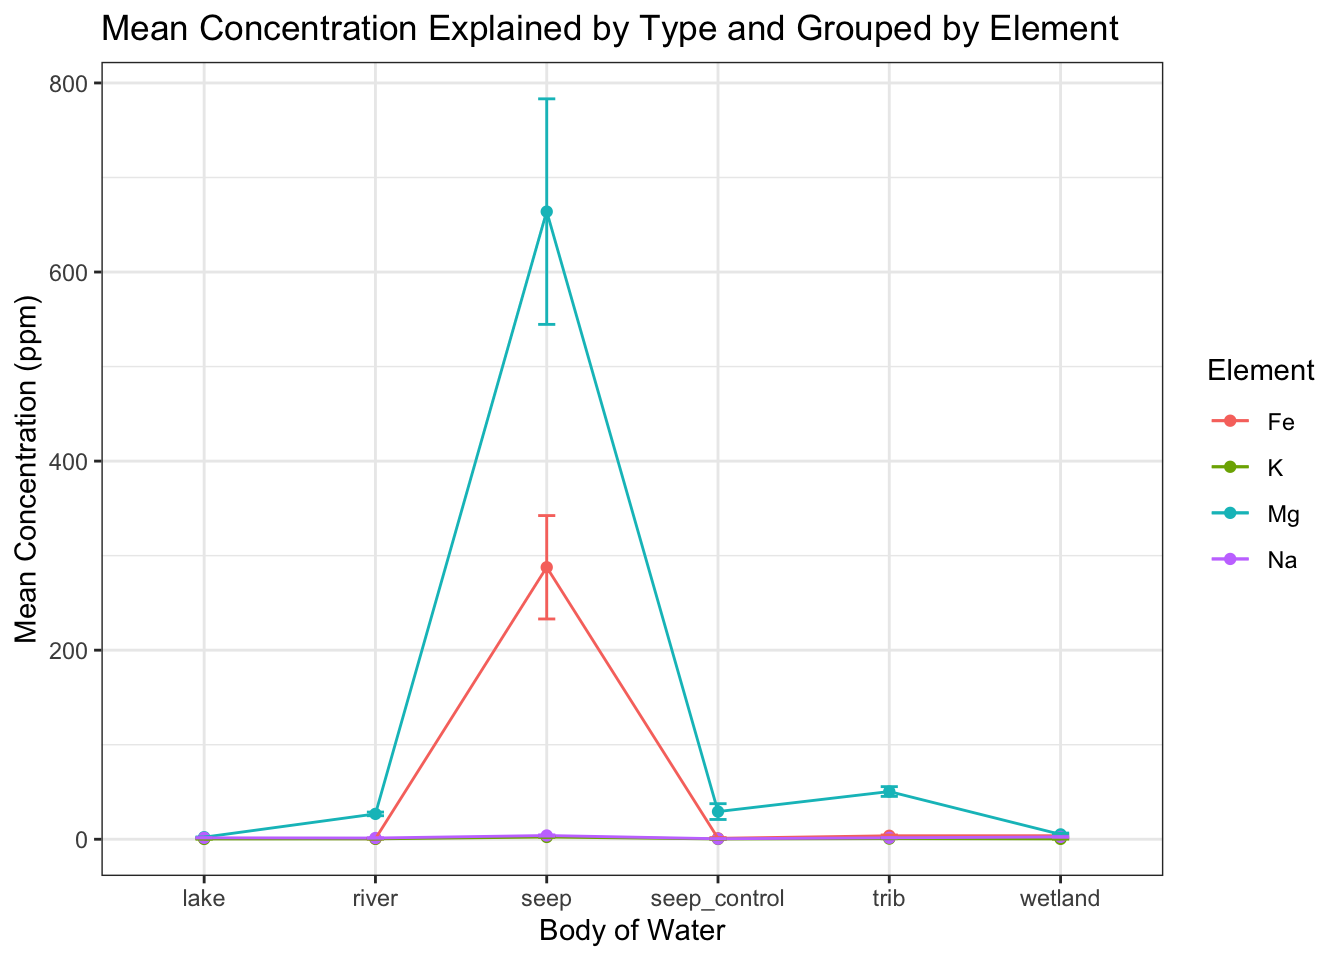 Mean Concentration Explained by Type and Grouped by Element
800
600
400
200
0
Mean Concentration (ppm)
lake river seep seep_control trib wetland
Body of Water
Element
Fe
K
Mg
Na